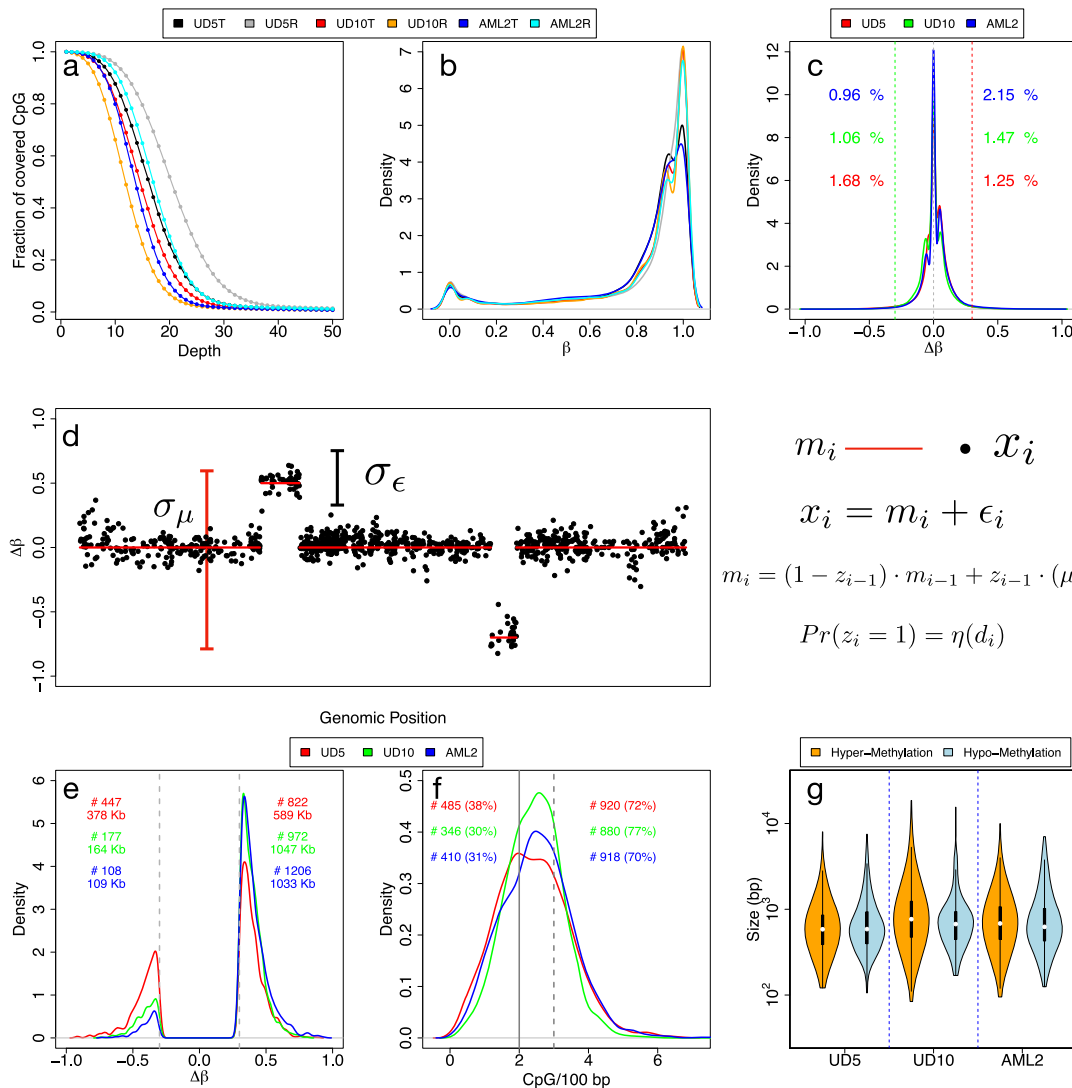 UD5T UD5R UD10T UD10R AML2T AML2R
UD5 UD10 AML2
a
Fraction of covered CpG
0.0 0.2 0.4 0.6 0.8 1.0
0 10 20 30 40 50
Depth
b
Density
0 1 2 3 4 5 6 7
0.0 0.2 0.4 0.6 0.8 1.0
β
c
Density
0 2 4 6 8 10 12
0.96 % 2.15 %
1.06 % 1.47 %
1.68 % 1.25 %
-1.0 -0.5 0.0 0.5 1.0
Δβ
d
Δβ
-1.0 -0.5 0.0 0.5 1.0
σμ
σϵ
Genomic Position
mi xi
xi = mi + ϵi
mi = (1 − zi−1) · mi−1 + zi−1 · (μ
Pr(zi = 1) = η(di)
UD5 UD10 AML2
Hyper-Methylation Hypo-Methylation
e
Density
0 1 2 3 4 5 6
# 447
378 Kb
# 177
164 Kb
# 108
109 Kb
# 822
589 Kb
# 972
1047 Kb
# 1206
1033 Kb
-1.0 -0.5 0.0 0.5 1.0
Δβ
f
Density
0.0 0.1 0.2 0.3 0.4 0.5
# 485 (38%) # 920 (72%)
# 346 (30%) # 880 (77%)
# 410 (31%) # 918 (70%)
0 2 4 6
CpG/100 bp
g
Size (bp)
10^2 10^3 10^4
UD5 UD10 AML2